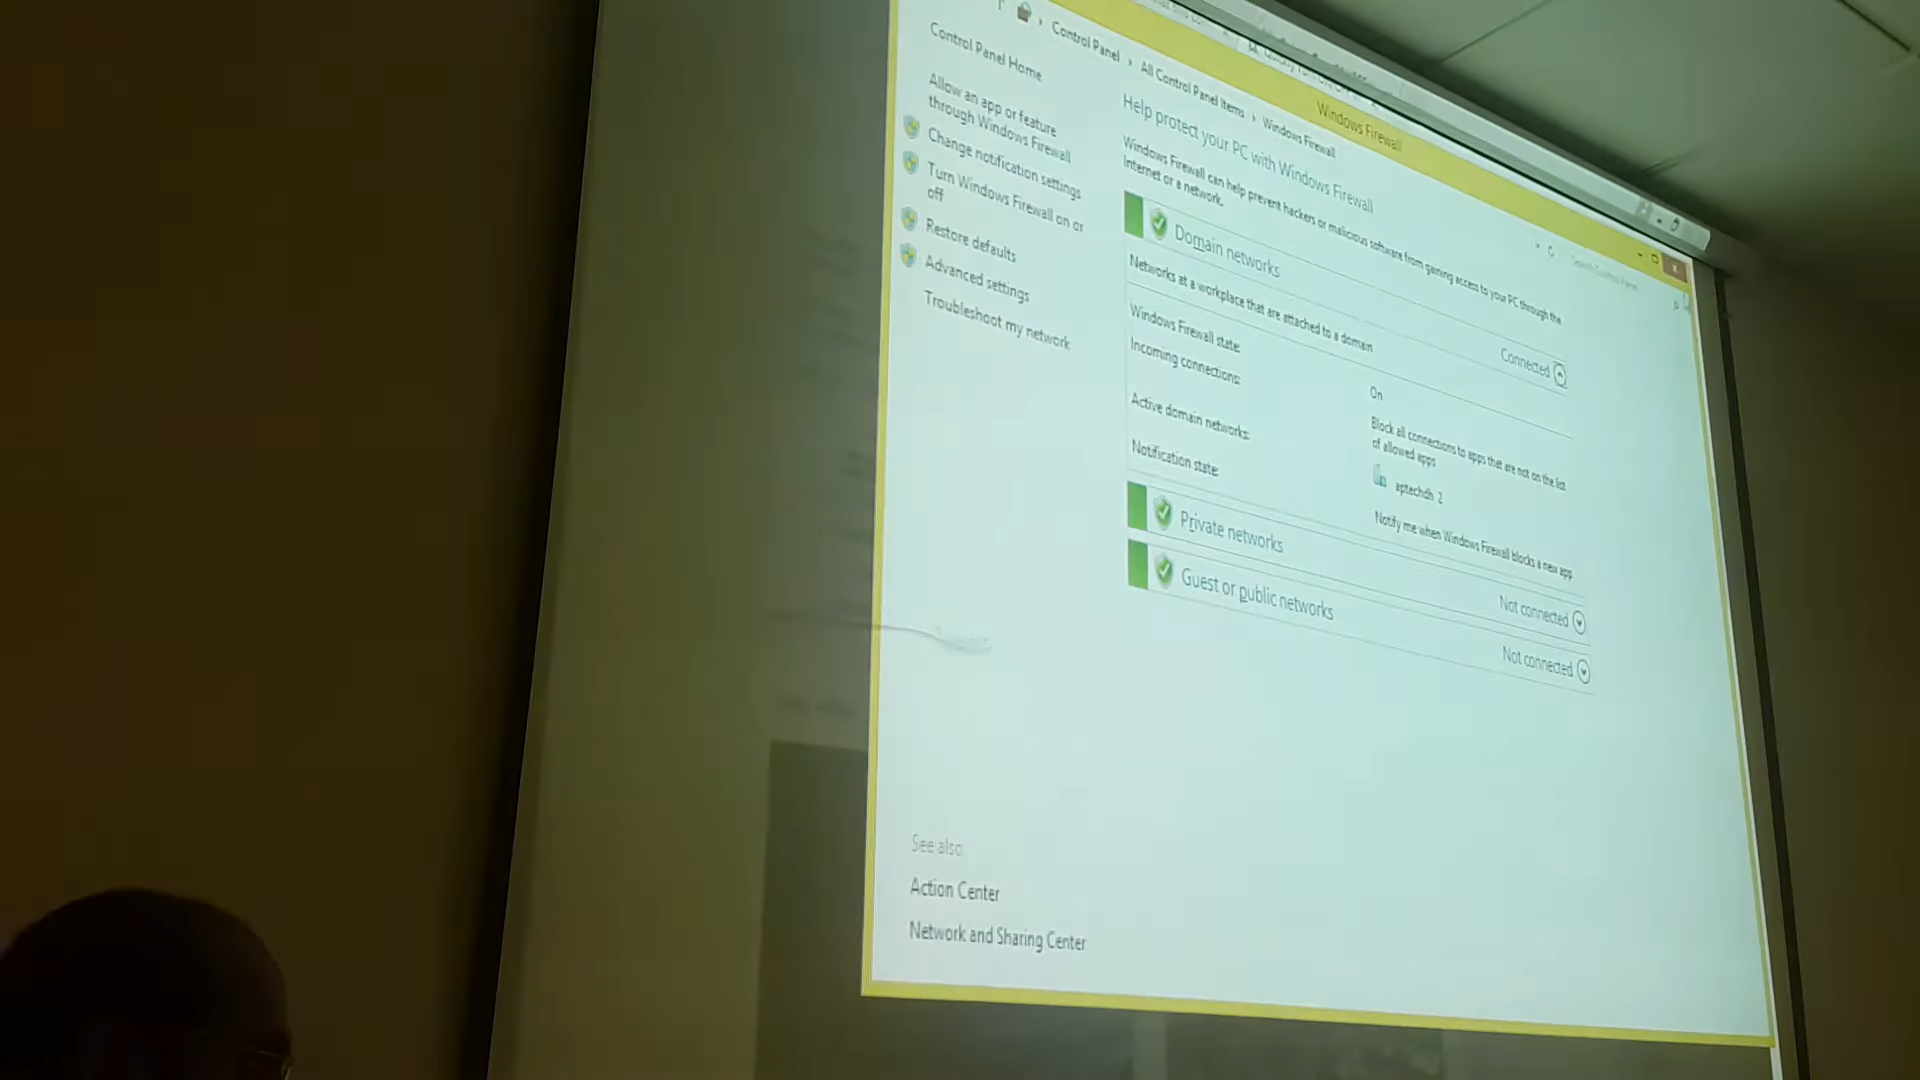 Windows Firewall
Control Panel › All Control Panel Items › Windows Firewall
Control Panel Home
Allow an app or feature
through Windows Firewall
Change notification settings
Turn Windows Firewall on or
off
Restore defaults
Advanced settings
Troubleshoot my network
Help protect your PC with Windows Firewall
Windows Firewall can help prevent hackers or malicious software from gaining access to your PC through the
Internet or a network.
Domain networks
Connected
Networks at a workplace that are attached to a domain
Windows Firewall state:
On
Incoming connections:
Block all connections to apps that are not on the list
of allowed apps
Active domain networks:
aptechdh 2
Notification state:
Notify me when Windows Firewall blocks a new app
Private networks
Not connected
Guest or public networks
Not connected
See also
Action Center
Network and Sharing Center